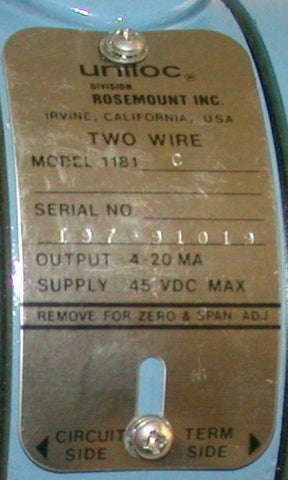 uniloc®
DIVISION
ROSEMOUNT INC.
IRVINE, CALIFORNIA, USA
TWO WIRE
MODEL 1181 C
SERIAL NO.
L97 91019
OUTPUT 4-20 MA
SUPPLY 45 VDC MAX
REMOVE FOR ZERO & SPAN ADJ
CIRCUIT TERM
SIDE SIDE